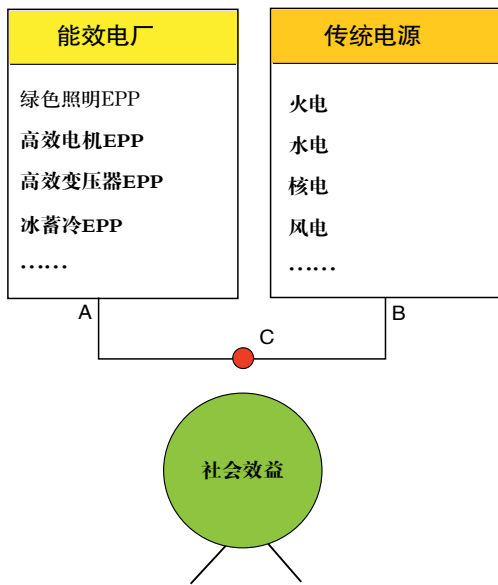 能效电厂
绿色照明EPP
高效电机EPP
高效变压器EPP
冰蓄冷EPP
……
传统电源
火电
水电
核电
风电
……
A
B
C
社会效益